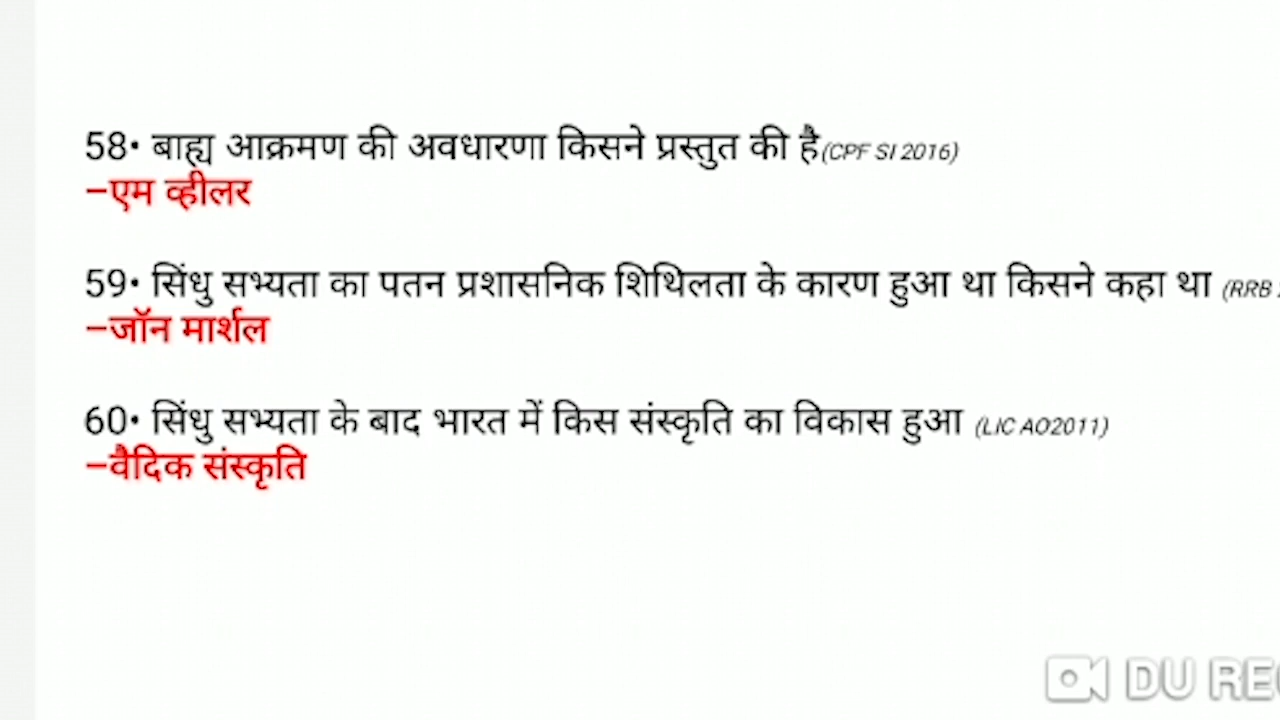 58• बाह्य आक्रमण की अवधारणा किसने प्रस्तुत की है(CPF SI 2016)
–एम व्हीलर
59• सिंधु सभ्यता का पतन प्रशासनिक शिथिलता के कारण हुआ था किसने कहा था (RRB
–जॉन मार्शल
60• सिंधु सभ्यता के बाद भारत में किस संस्कृति का विकास हुआ (LIC AO2011)
–वैदिक संस्कृति
DU REC